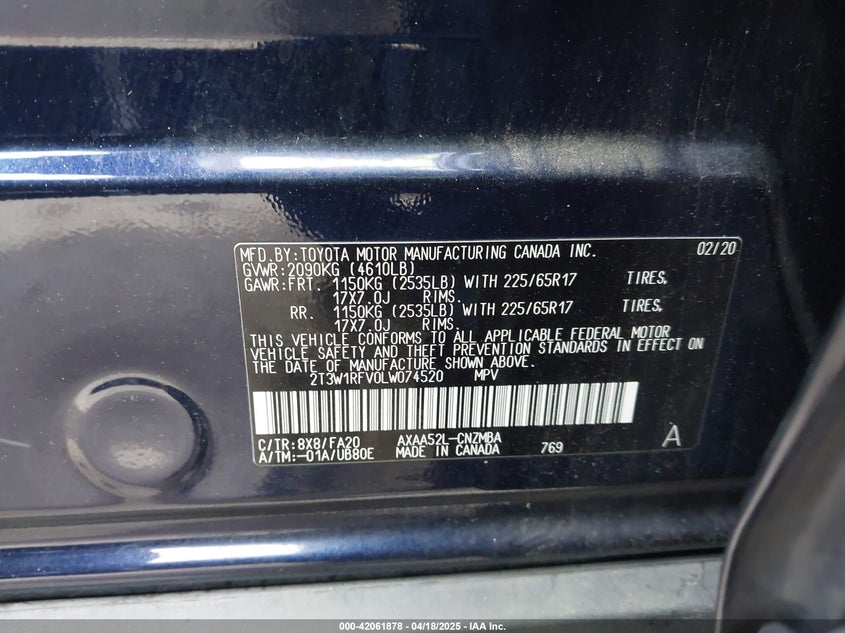 MFD.BY:TOYOTA MOTOR MANUFACTURING CANADA INC. 02/20
GVWR:2090KG (4610LB)
GAWR:FRT. 1150KG (2535LB) WITH 225/65R17 TIRES,
17X7.0J RIMS.
RR. 1150KG (2535LB) WITH 225/65R17 TIRES,
17X7.0J RIMS.
THIS VEHICLE CONFORMS TO ALL APPLICABLE FEDERAL MOTOR
VEHICLE SAFETY AND THEFT PREVENTION STANDARDS IN EFFECT ON
THE DATE OF MANUFACTURE SHOWN ABOVE.
2T3W1RFV0LW074520 MPV
C/TR:8X8/FA20 AXAA52L-CNZMBA A
A/TM:-01A/UB80E MADE IN CANADA 769
000-42061878 / 04/18/2025 - IAA Inc.